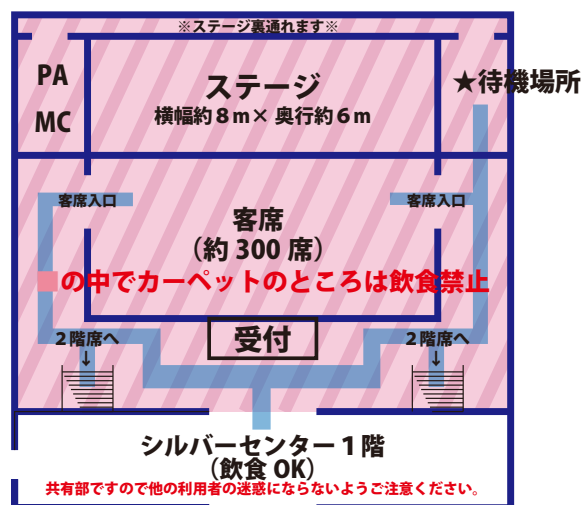 ※ステージ裏通れます※
PA
MC
ステージ
横幅約8m×奥行約6m
★待機場所
客席入口
客席入口
客席
（約300席）
の中でカーペットのところは飲食禁止
2階席へ
↓
受付
2階席へ
↓
シルバーセンター1階
(飲食OK)
共有部ですので他の利用者の迷惑にならないようご注意ください。